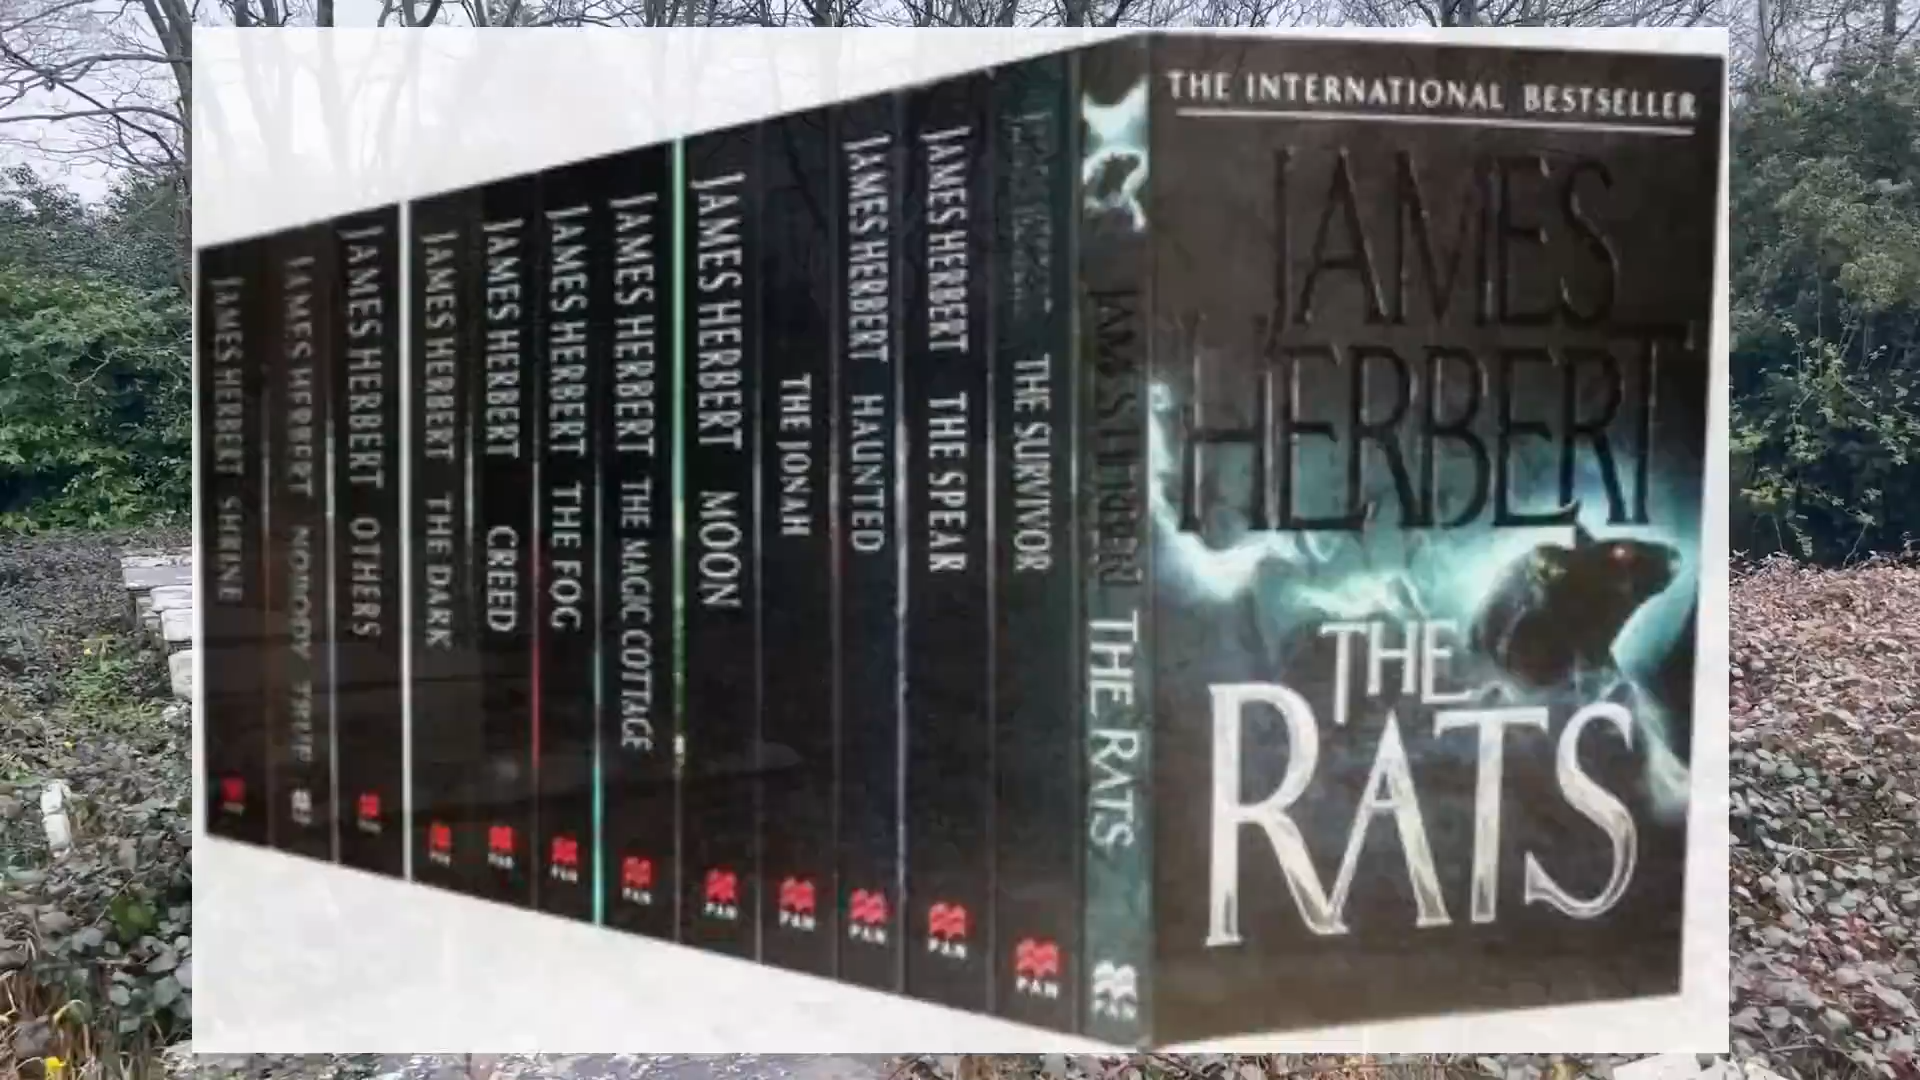 JAMES HERBERT SHRINE
JAMES HERBERT NOBODY TRUE
JAMES HERBERT OTHERS
JAMES HERBERT THE DARK
PAN
JAMES HERBERT CREED
PAN
JAMES HERBERT THE FOG
PAN
JAMES HERBERT THE MAGIC COTTAGE
PAN
JAMES HERBERT MOON
PAN
THE JONAH
PAN
JAMES HERBERT HAUNTED
PAN
JAMES HERBERT THE SPEAR
PAN
THE SURVIVOR
PAN
JAMES HERBERT THE RATS
PAN
THE INTERNATIONAL BESTSELLER
JAMES
HERBERT
THE
RATS